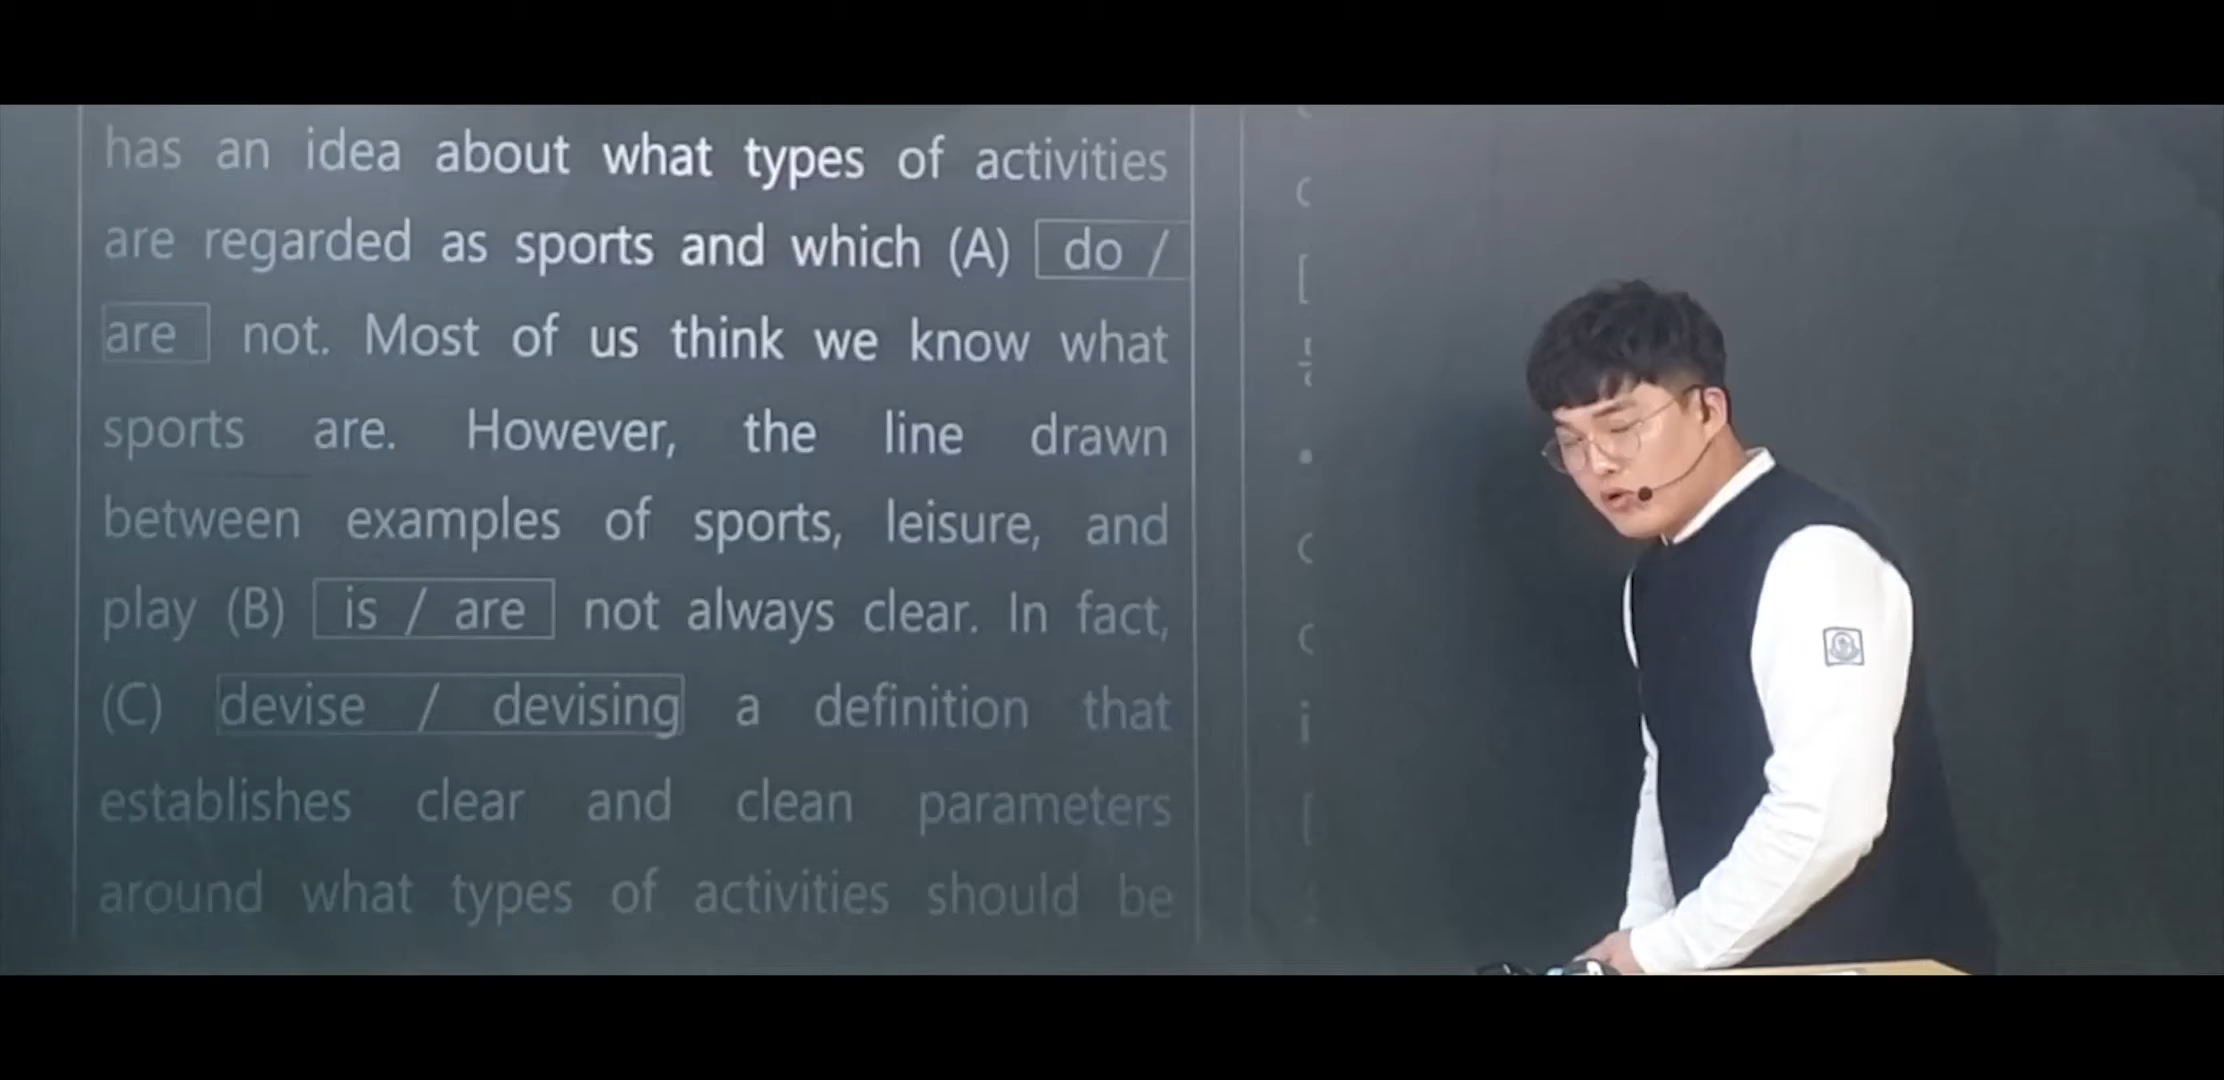 has an idea about what types of activities
are regarded as sports and which (A) do /
are not. Most of us think we know what
sports are. However, the line drawn
between examples of sports, leisure, and
play (B) is / are not always clear. In fact,
(C) devise / devising a definition that
establishes clear and clean parameters
around what types of activities should be